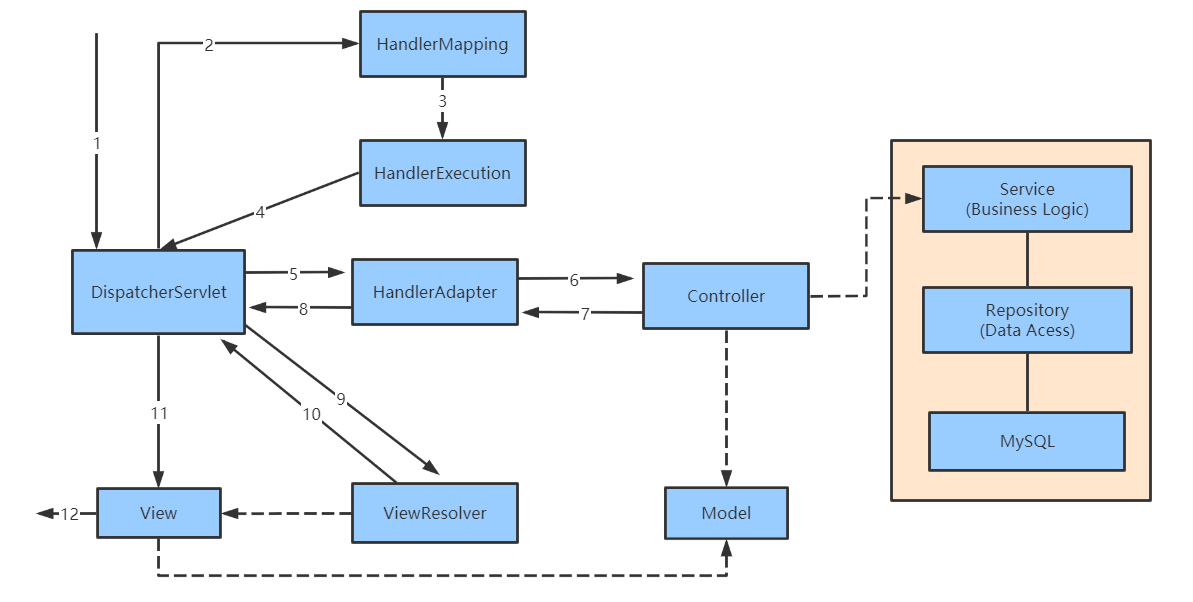 2
HandlerMapping
3
1
HandlerExecution
Service
(Business Logic)
4
DispatcherServlet
5
HandlerAdapter
6
Controller
8
7
Repository
(Data Acess)
9
10
11
MySQL
12
View
ViewResolver
Model